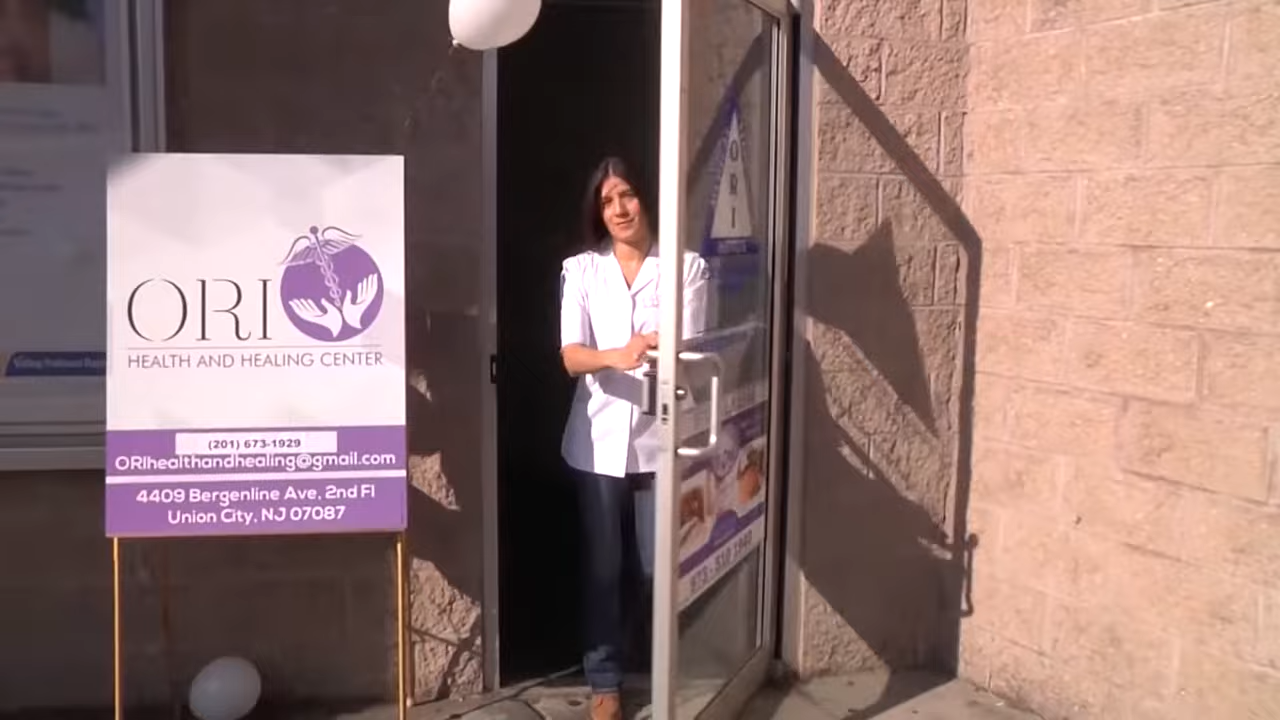 ORI
HEALTH AND HEALING CENTER
(201) 673-1929
ORIhealthandhealing@gmail.com
4409 Bergenline Ave, 2nd Fl
Union City, NJ 07087
O
R
I